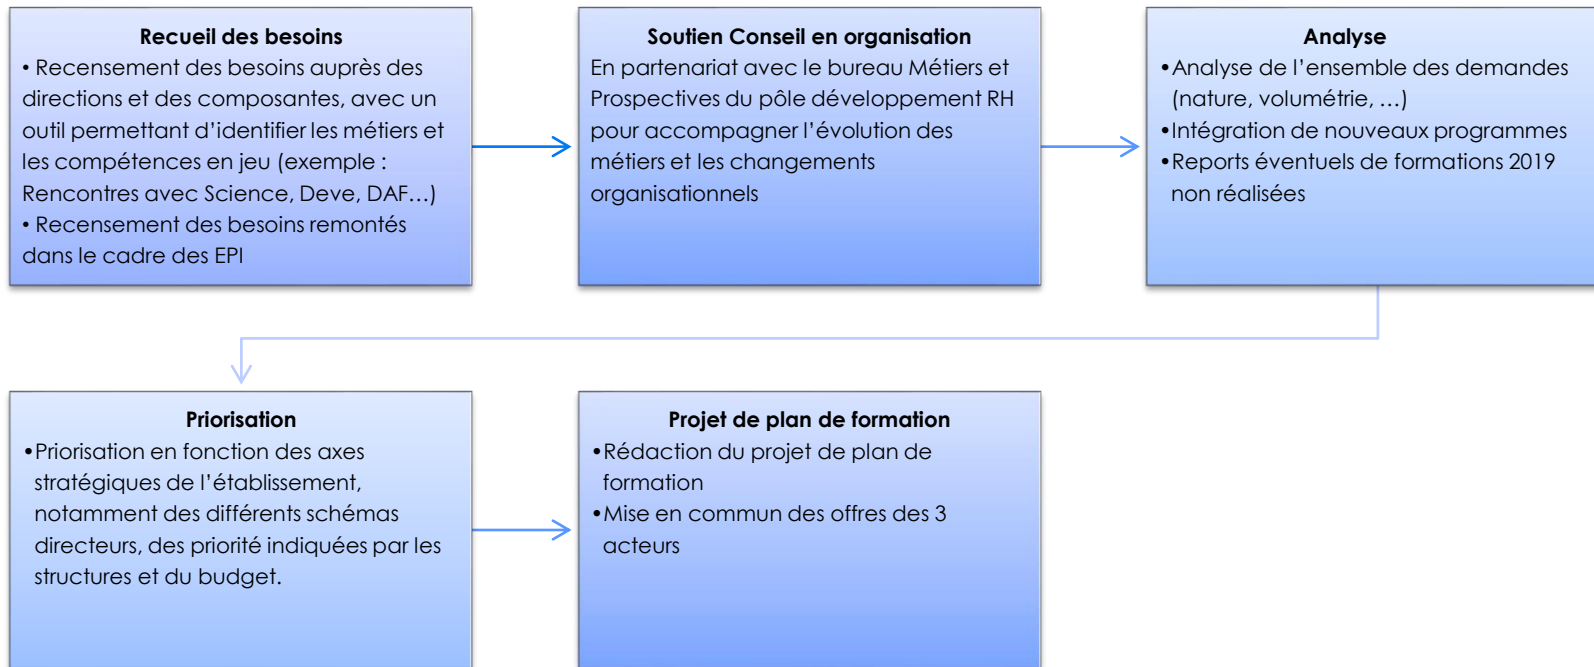 Recueil des besoins
• Recensement des besoins auprès des
directions et des composantes, avec un
outil permettant d’identifier les métiers et
les compétences en jeu (exemple :
Rencontres avec Science, Deve, DAF…)
• Recensement des besoins remontés
dans le cadre des EPI
Soutien Conseil en organisation
En partenariat avec le bureau Métiers et
Prospectives du pôle développement RH
pour accompagner l’évolution des
métiers et les changements
organisationnels
Analyse
•Analyse de l’ensemble des demandes
(nature, volumétrie, …)
•Intégration de nouveaux programmes
•Reports éventuels de formations 2019
non réalisées
Priorisation
•Priorisation en fonction des axes
stratégiques de l’établissement,
notamment des différents schémas
directeurs, des priorité indiquées par les
structures et du budget.
Projet de plan de formation
•Rédaction du projet de plan de
formation
•Mise en commun des offres des 3
acteurs